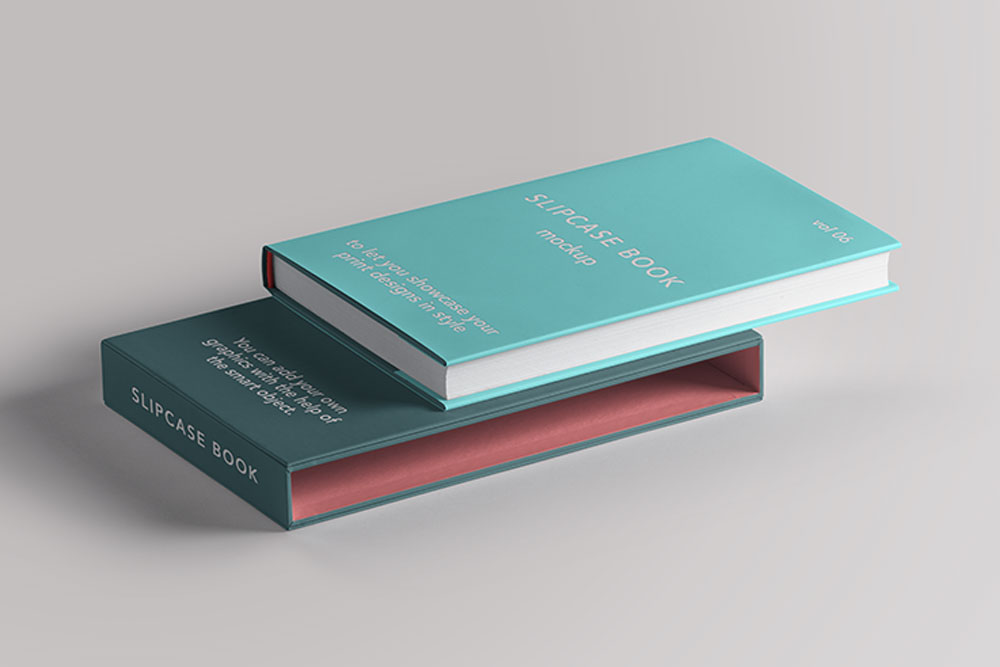 SLIPCASE BOOK
mockup
vol 06
to let you showcase your
print designs in style
You can add your own
graphics with the help of
the smart object.
SLIPCASE BOOK